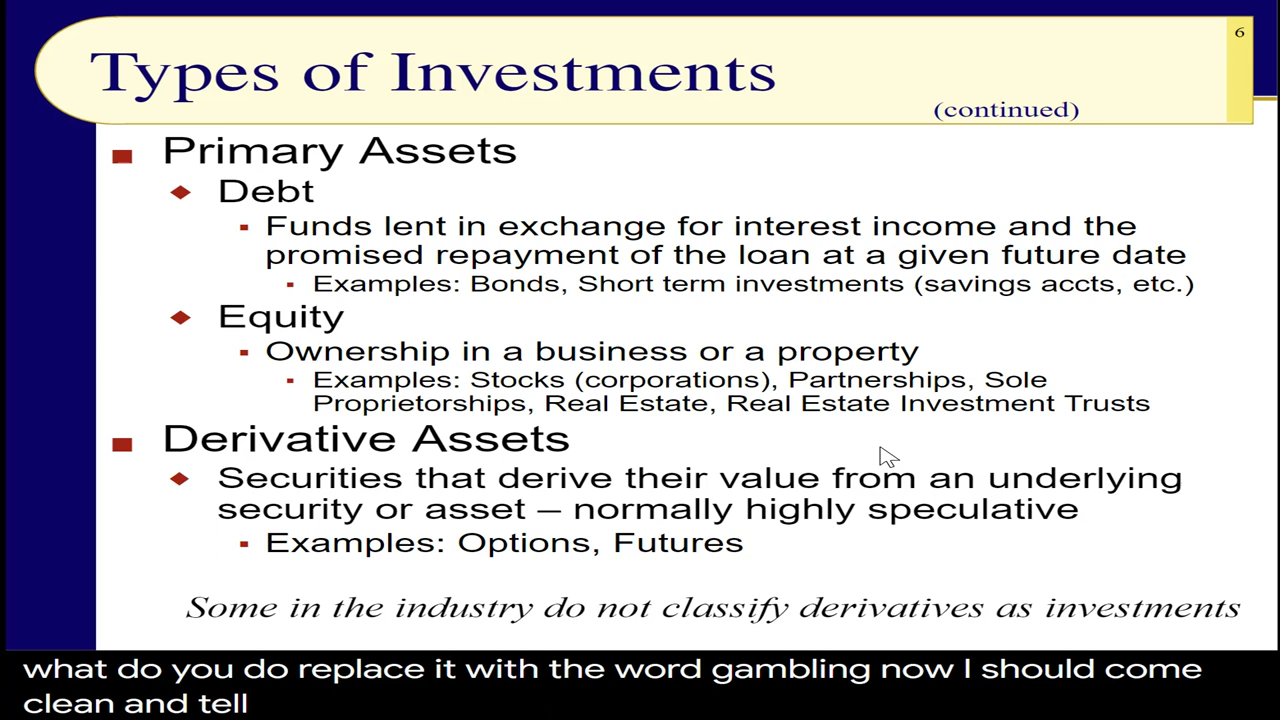 6
Types of Investments
(continued)
Primary Assets
Debt
Funds lent in exchange for interest income and the
promised repayment of the loan at a given future date
Examples: Bonds, Short term investments (savings accts, etc.)
Equity
Ownership in a business or a property
Examples: Stocks (corporations), Partnerships, Sole
Proprietorships, Real Estate, Real Estate Investment Trusts
Derivative Assets
Securities that derive their value from an underlying
security or asset – normally highly speculative
Examples: Options, Futures
Some in the industry do not classify derivatives as investments
what do you do replace it with the word gambling now I should come
clean and tell